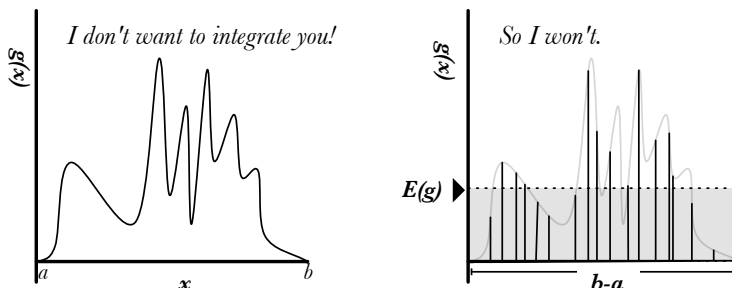 I don't want to integrate you!
g(x)
a
b
x
So I won't.
g(x)
E(g)
b-a